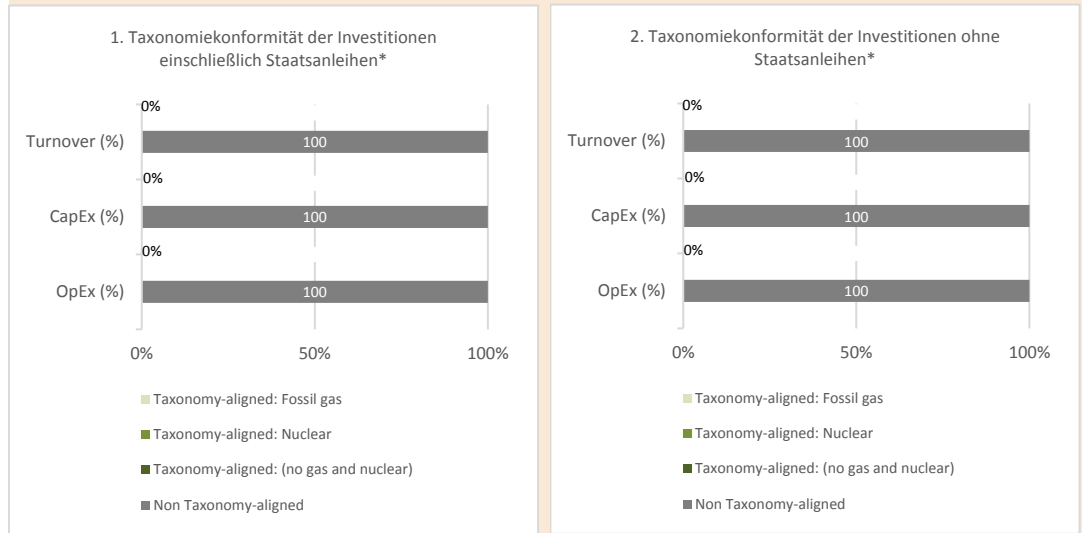 1. Taxonomiekonformität der Investitionen
einschließlich Staatsanleihen*
0%
Turnover (%)
100
0%
CapEx (%)
100
0%
OpEx (%)
100
0% 50% 100%
Taxonomy-aligned: Fossil gas
Taxonomy-aligned: Nuclear
Taxonomy-aligned: (no gas and nuclear)
Non Taxonomy-aligned
2. Taxonomiekonformität der Investitionen ohne
Staatsanleihen*
0%
Turnover (%)
100
0%
CapEx (%)
100
0%
OpEx (%)
100
0% 50% 100%
Taxonomy-aligned: Fossil gas
Taxonomy-aligned: Nuclear
Taxonomy-aligned: (no gas and nuclear)
Non Taxonomy-aligned